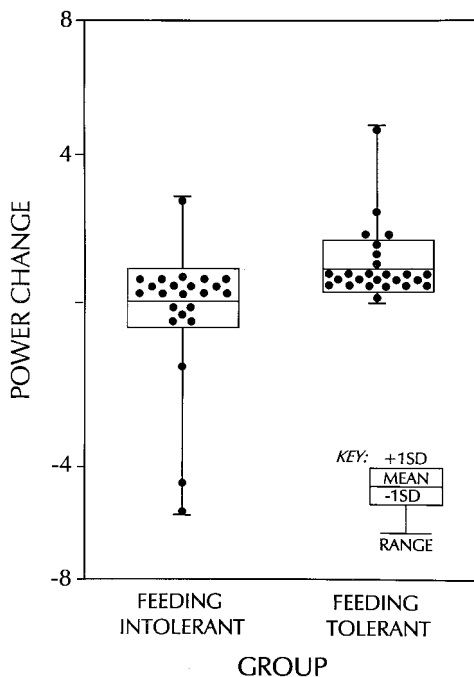 8
4
-4
-8
POWER CHANGE
KEY: +1SD
MEAN
-1SD
RANGE
FEEDING
INTOLERANT
FEEDING
TOLERANT
GROUP